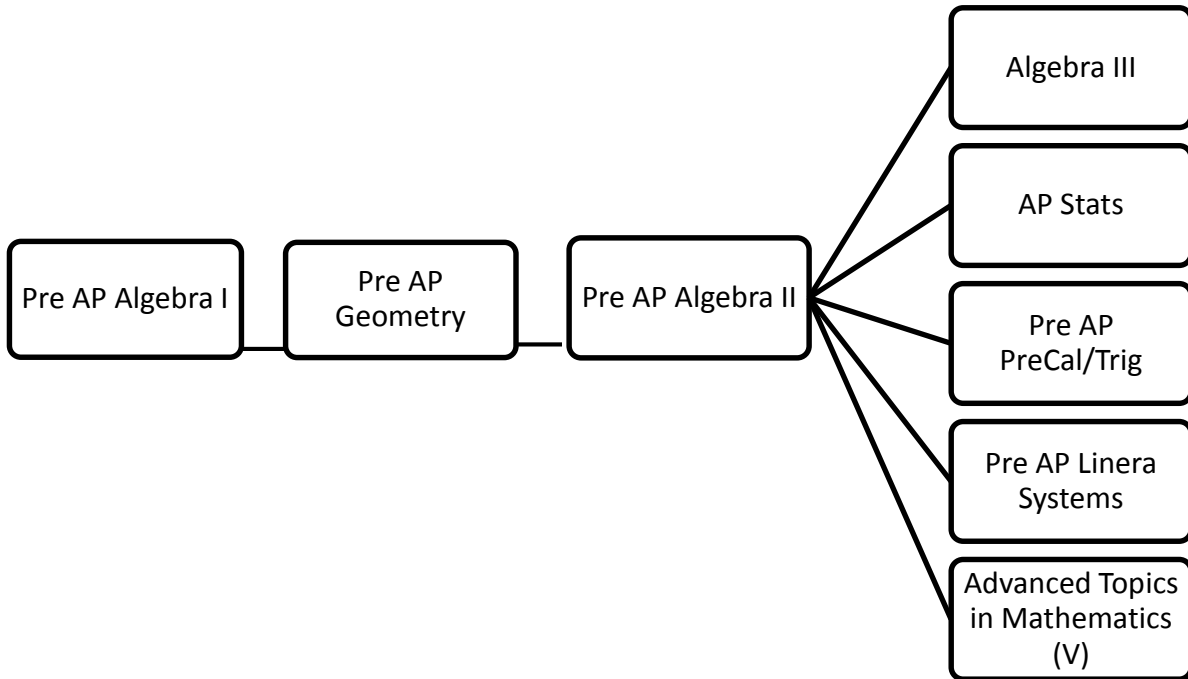 Pre AP Algebra I
Pre AP
Geometry
Pre AP Algebra II
Algebra III
AP Stats
Pre AP
PreCal/Trig
Pre AP Linera
Systems
Advanced Topics
in Mathematics
(V)